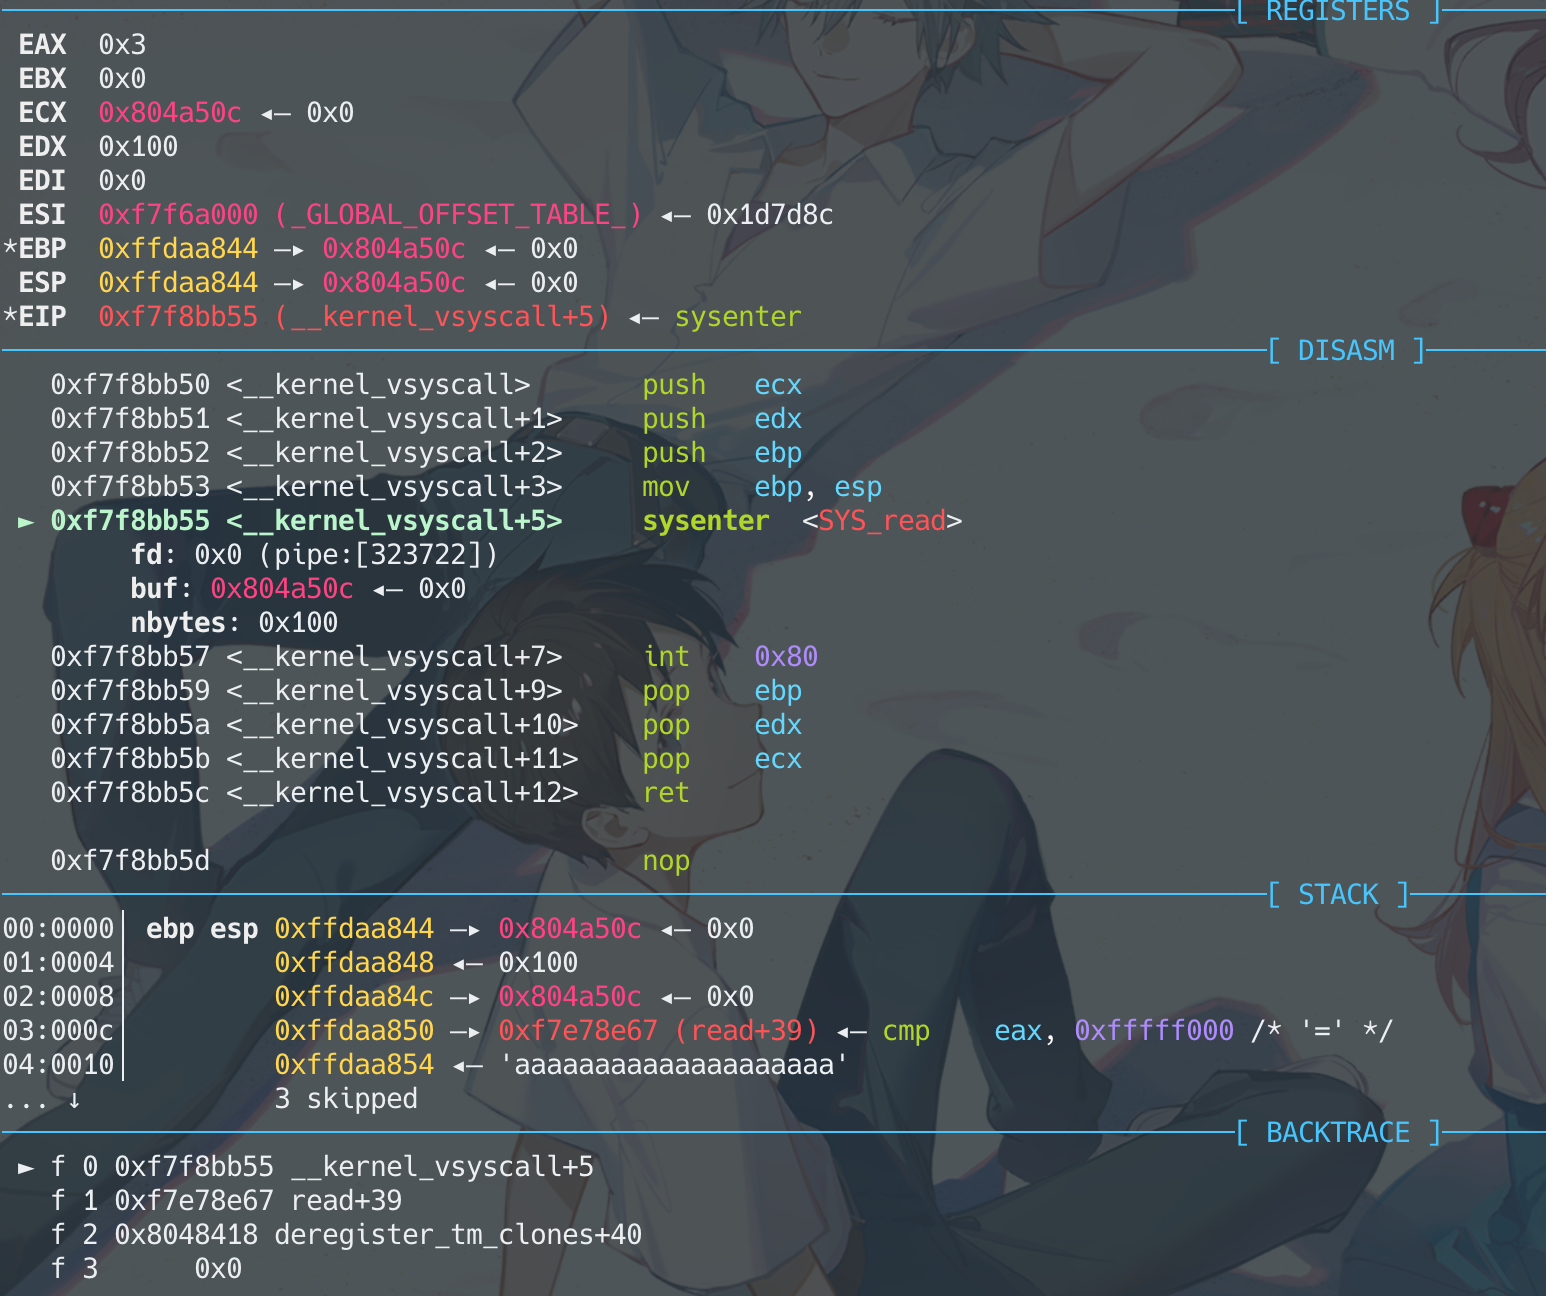 [ REGISTERS ]
EAX  0x3
EBX  0x0
ECX  0x804a50c ◂— 0x0
EDX  0x100
EDI  0x0
ESI  0xf7f6a000 (_GLOBAL_OFFSET_TABLE_) ◂— 0x1d7d8c
*EBP  0xffdaa844 —▸ 0x804a50c ◂— 0x0
ESP  0xffdaa844 —▸ 0x804a50c ◂— 0x0
*EIP  0xf7f8bb55 (__kernel_vsyscall+5) ◂— sysenter
[ DISASM ]
0xf7f8bb50 <__kernel_vsyscall>       push   ecx
0xf7f8bb51 <__kernel_vsyscall+1>     push   edx
0xf7f8bb52 <__kernel_vsyscall+2>     push   ebp
0xf7f8bb53 <__kernel_vsyscall+3>     mov    ebp, esp
► 0xf7f8bb55 <__kernel_vsyscall+5>     sysenter  <SYS_read>
fd: 0x0 (pipe:[323722])
buf: 0x804a50c ◂— 0x0
nbytes: 0x100
0xf7f8bb57 <__kernel_vsyscall+7>     int    0x80
0xf7f8bb59 <__kernel_vsyscall+9>     pop    ebp
0xf7f8bb5a <__kernel_vsyscall+10>    pop    edx
0xf7f8bb5b <__kernel_vsyscall+11>    pop    ecx
0xf7f8bb5c <__kernel_vsyscall+12>    ret
0xf7f8bb5d                           nop
[ STACK ]
00:0000│ ebp esp 0xffdaa844 —▸ 0x804a50c ◂— 0x0
01:0004│         0xffdaa848 ◂— 0x100
02:0008│         0xffdaa84c —▸ 0x804a50c ◂— 0x0
03:000c│         0xffdaa850 —▸ 0xf7e78e67 (read+39) ◂— cmp    eax, 0xfffff000 /* '=' */
04:0010│         0xffdaa854 ◂— 'aaaaaaaaaaaaaaaaaaaa'
... ↓            3 skipped
[ BACKTRACE ]
► f 0 0xf7f8bb55 __kernel_vsyscall+5
f 1 0xf7e78e67 read+39
f 2 0x8048418 deregister_tm_clones+40
f 3      0x0